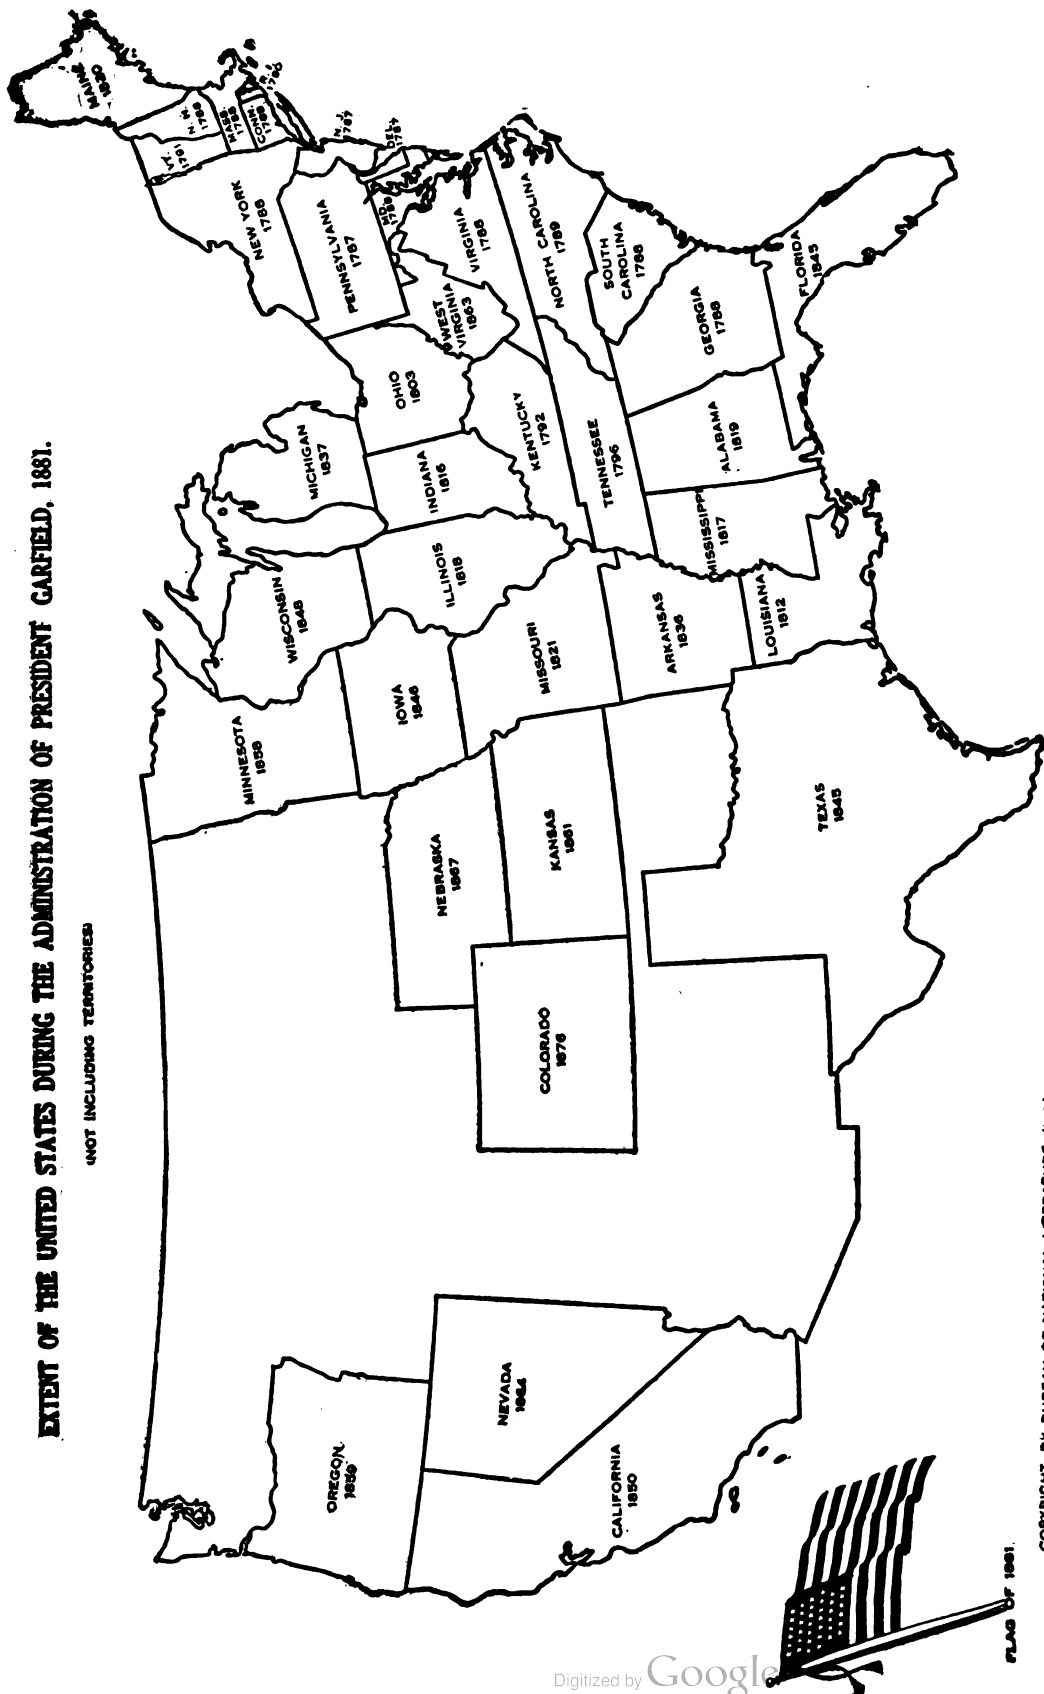 EXTENT OF THE UNITED STATES DURING THE ADMINISTRATION OF PRESIDENT GARFIELD, 1881.
(NOT INCLUDING TERRITORIES)
MAINE
1820
VT.
1791
N. H.
1788
MASS.
1788
CONN.
1788
R. I.
1790
NEW YORK
1788
N. J.
1787
PENNSYLVANIA
1787
DEL.
1787
MD.
1788
VIRGINIA
1788
WEST
VIRGINIA
1863
NORTH CAROLINA
1789
SOUTH
CAROLINA
1788
GEORGIA
1788
FLORIDA
1845
OHIO
1803
MICHIGAN
1837
INDIANA
1816
KENTUCKY
1792
TENNESSEE
1796
ALABAMA
1819
MISSISSIPPI
1817
ILLINOIS
1818
WISCONSIN
1848
MINNESOTA
1858
IOWA
1846
MISSOURI
1821
ARKANSAS
1836
LOUISIANA
1812
TEXAS
1845
KANSAS
1861
NEBRASKA
1867
COLORADO
1876
NEVADA
1864
OREGON
1859
CALIFORNIA
1850
FLAG OF 1881.
Digitized by Google